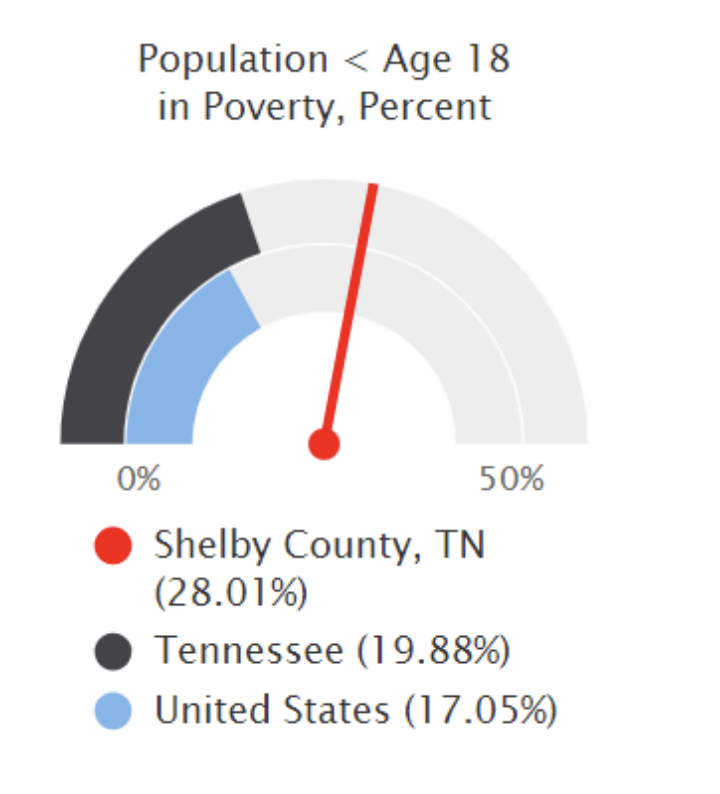 Population < Age 18
in Poverty, Percent
0%
50%
Shelby County, TN
(28.01%)
Tennessee (19.88%)
United States (17.05%)